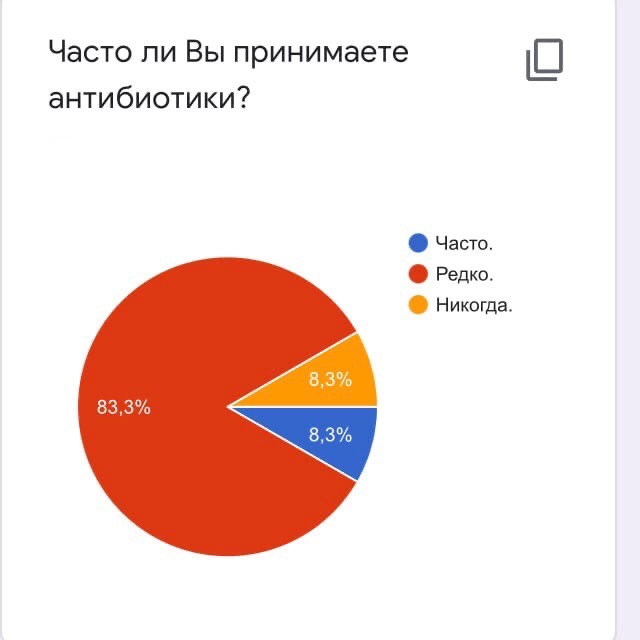 Часто ли Вы принимаете
антибиотики?
Часто.
Редко.
Никогда.
8,3%
83,3%
8,3%